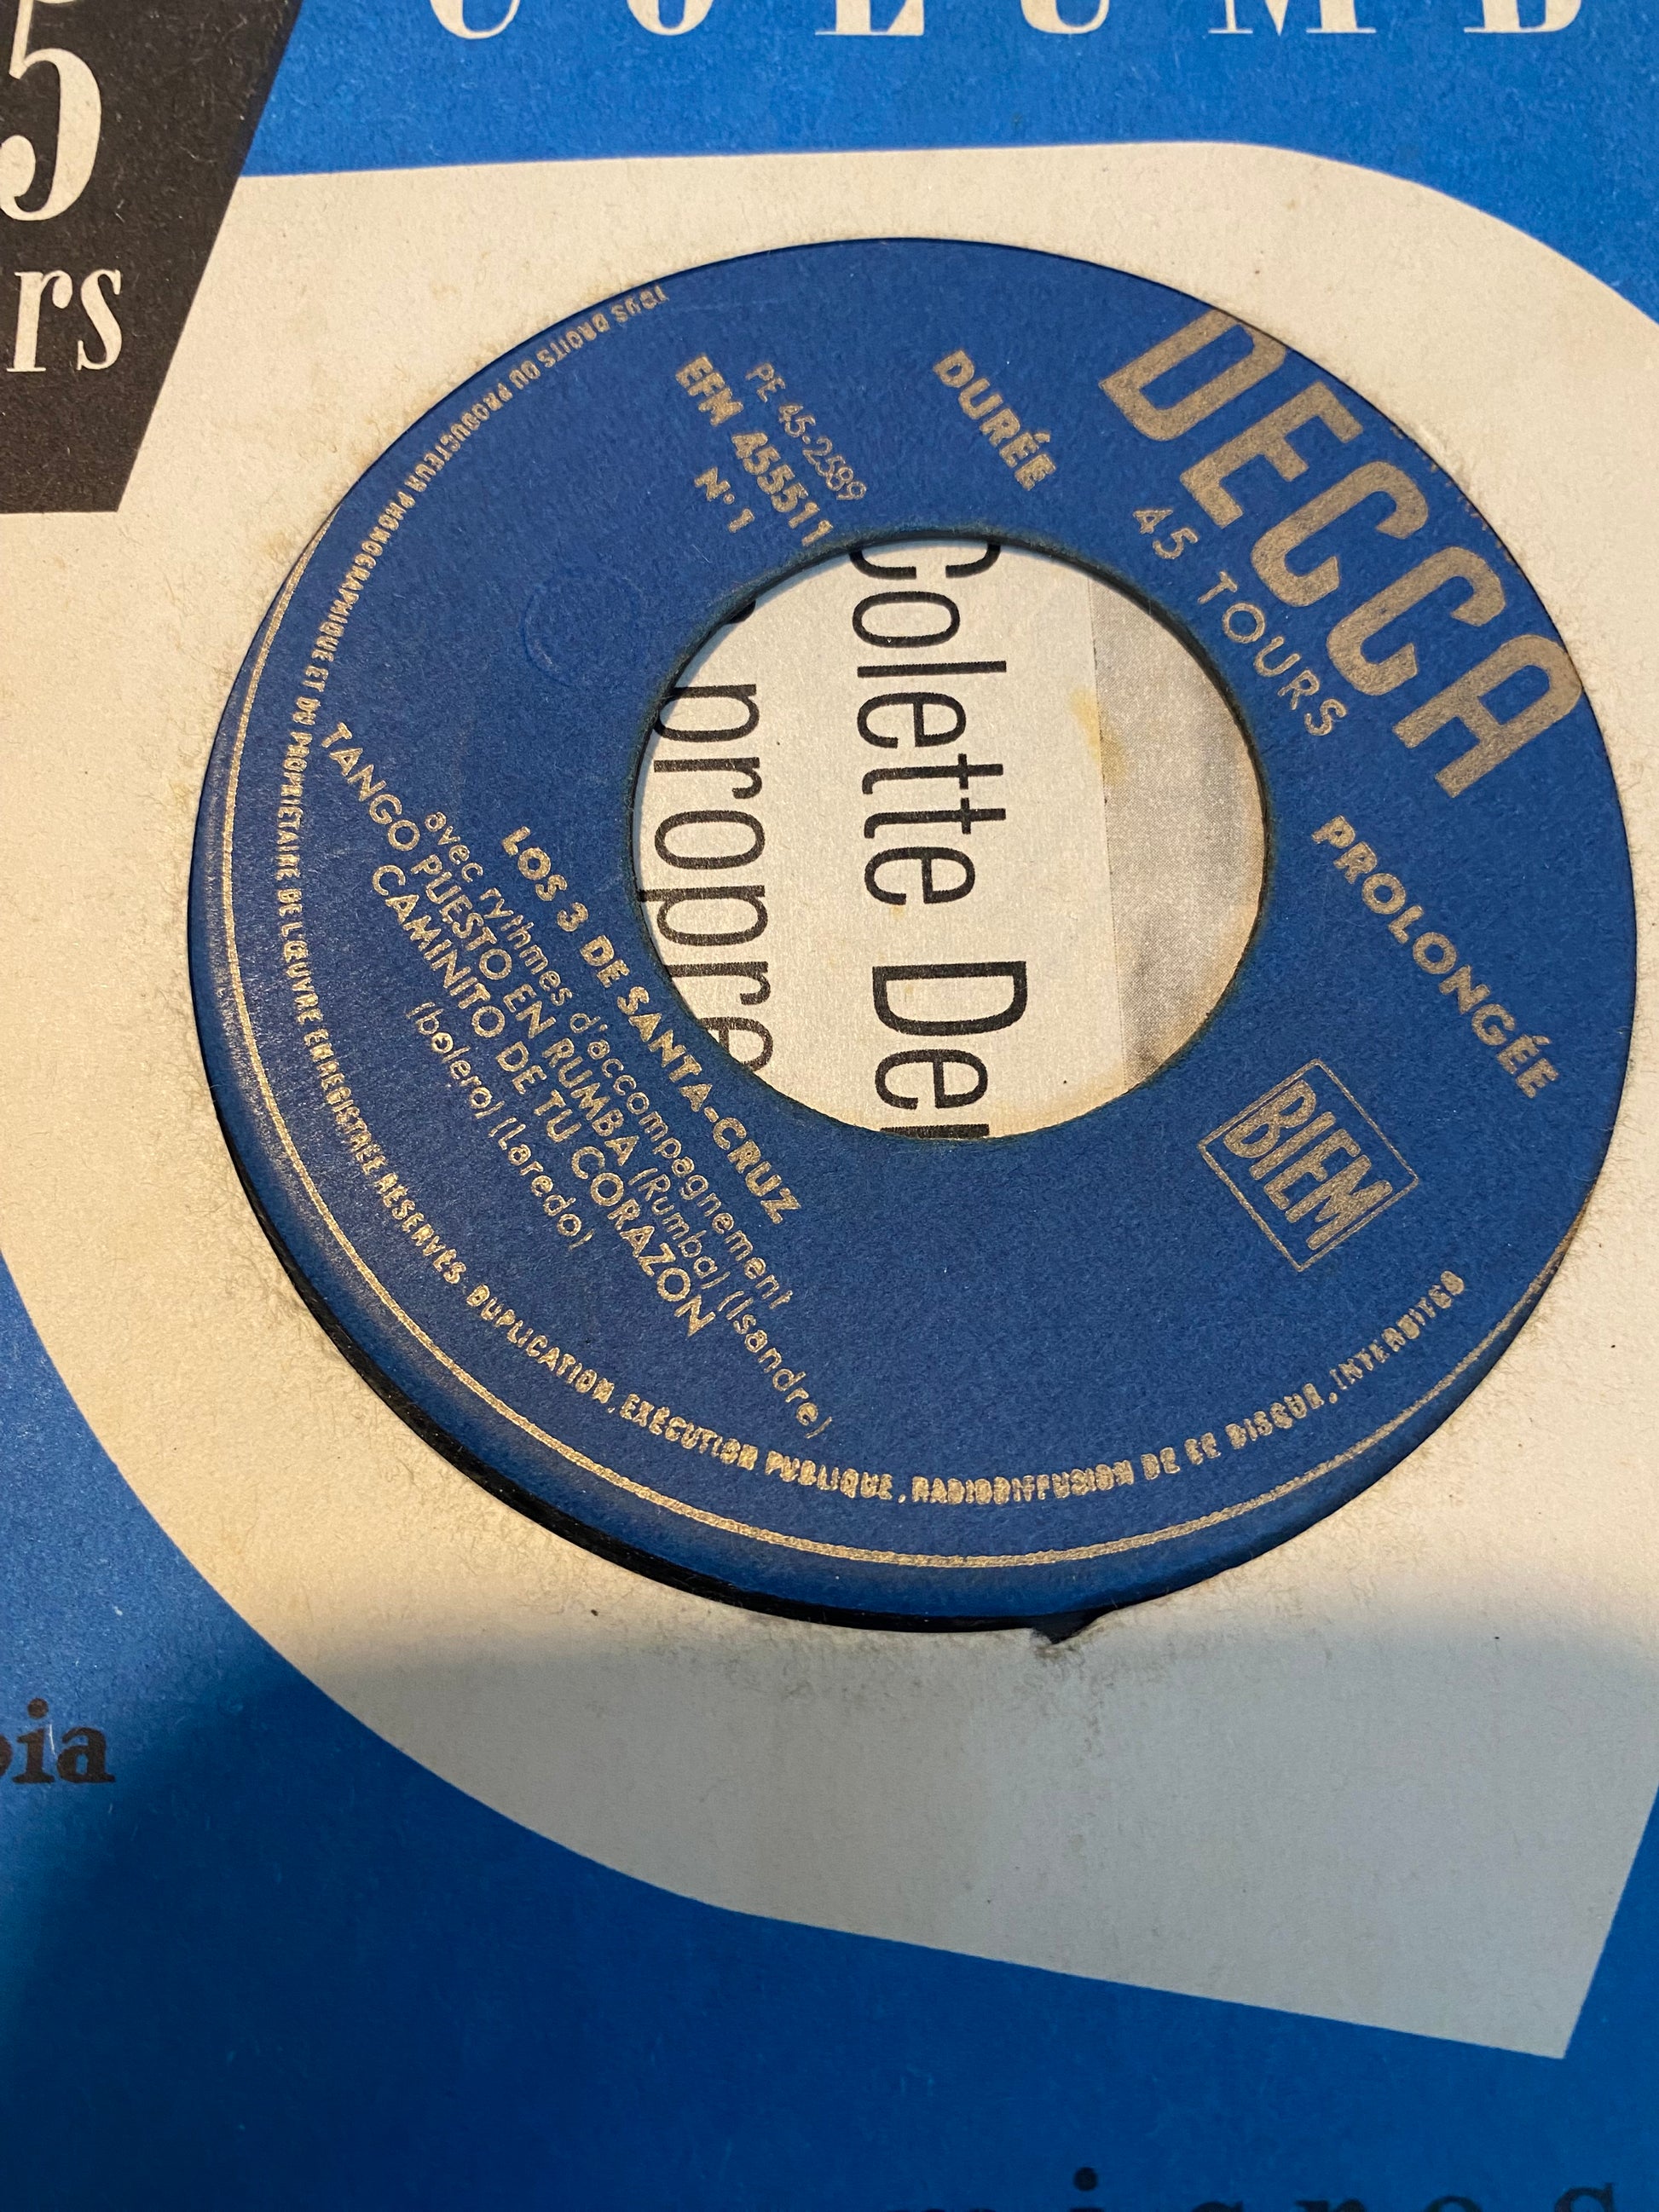 5
rs
COLUMB
DECCA
45 TOURS
DURÉE PROLONGÉE
PE 45-2589
EFM 455511
N° 1
BIEM
LOS 3 DE SANTA-CRUZ
avec rythmes d'accompagnement
TANGO PUESTO EN RUMBA (Rumba) (Isandre)
CAMINITO DE TU CORAZON
(bolero) (Laredo)
TOUS DROITS DU PRODUCTEUR PHONOGRAPHIQUE ET DU PROPRIÉTAIRE DE L'ŒUVRE ENREGISTRÉE RÉSERVÉS. DUPLICATION, EXÉCUTION PUBLIQUE, RADIODIFFUSION DE CE DISQUE, INTERDITES
Colette De
propre
bia